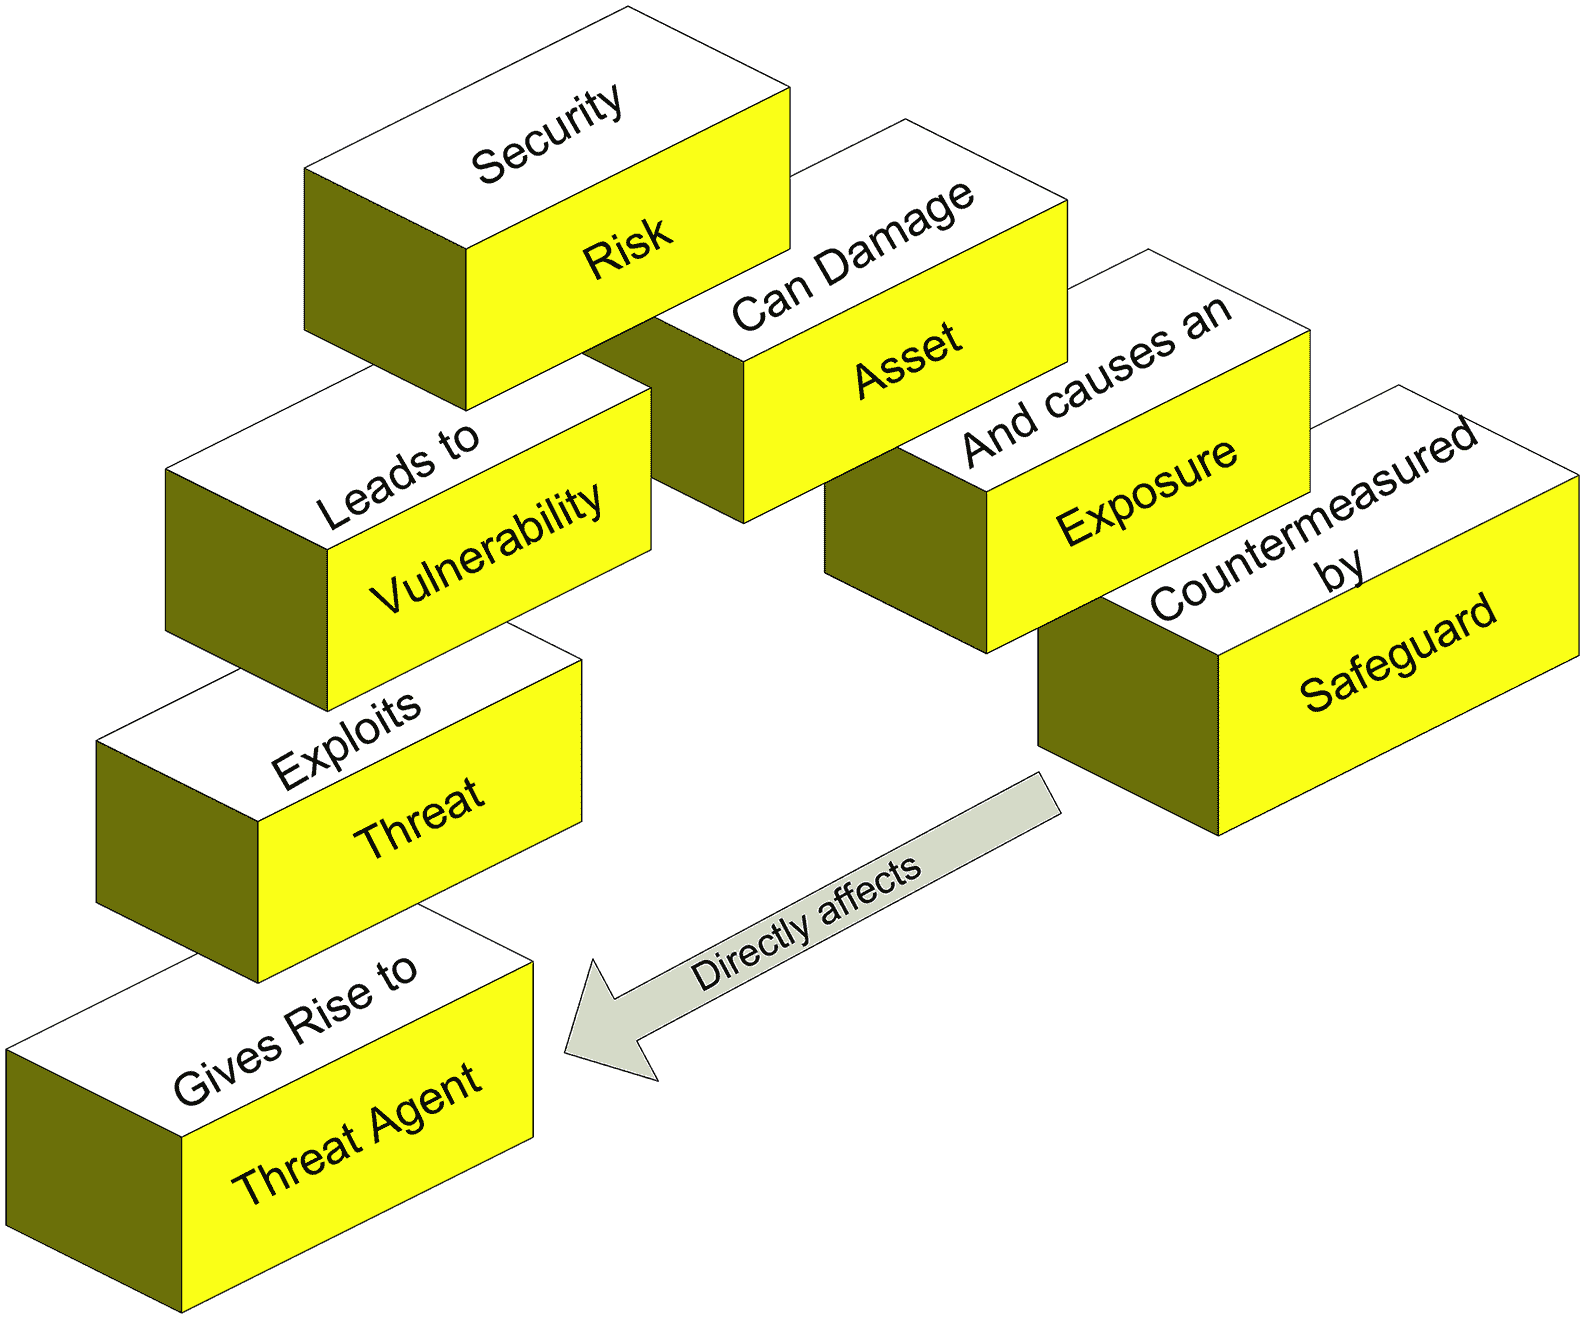 Security
Risk
Can Damage
Asset
And causes an
Exposure
Countermeasured
by
Safeguard
Leads to
Vulnerability
Exploits
Threat
Gives Rise to
Threat Agent
Directly affects